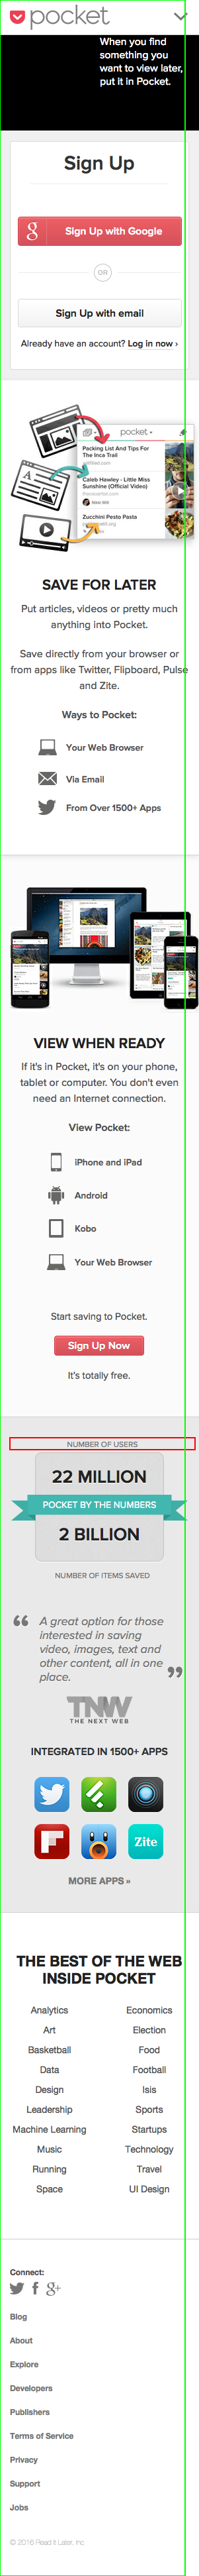 pocket
When you find
something you
want to view later,
put it in Pocket.
Sign Up
Sign Up with Google
OR
Sign Up with email
Already have an account? Log in now ›
pocket
Packing List And Tips For
The Inca Trail
Caleb Hawley - Little Miss
Sunshine (Official Video)
Zucchini Pesto Pasta
SAVE FOR LATER
Put articles, videos or pretty much
anything into Pocket.
Save directly from your browser or
from apps like Twitter, Flipboard, Pulse
and Zite.
Ways to Pocket:
Your Web Browser
Via Email
From Over 1500+ Apps
VIEW WHEN READY
If it's in Pocket, it's on your phone,
tablet or computer. You don't even
need an Internet connection.
View Pocket:
iPhone and iPad
Android
Kobo
Your Web Browser
Start saving to Pocket.
Sign Up Now
It's totally free.
NUMBER OF USERS
22 MILLION
POCKET BY THE NUMBERS
2 BILLION
NUMBER OF ITEMS SAVED
“ A great option for those
interested in saving
video, images, text and
other content, all in one
place. ”
TNW
THE NEXT WEB
INTEGRATED IN 1500+ APPS
Zite
MORE APPS »
THE BEST OF THE WEB
INSIDE POCKET
Analytics Economics
Art Election
Basketball Food
Data Football
Design Isis
Leadership Sports
Machine Learning Startups
Music Technology
Running Travel
Space UI Design
Connect:
Blog
About
Explore
Developers
Publishers
Terms of Service
Privacy
Support
Jobs
© 2016 Read It Later, Inc